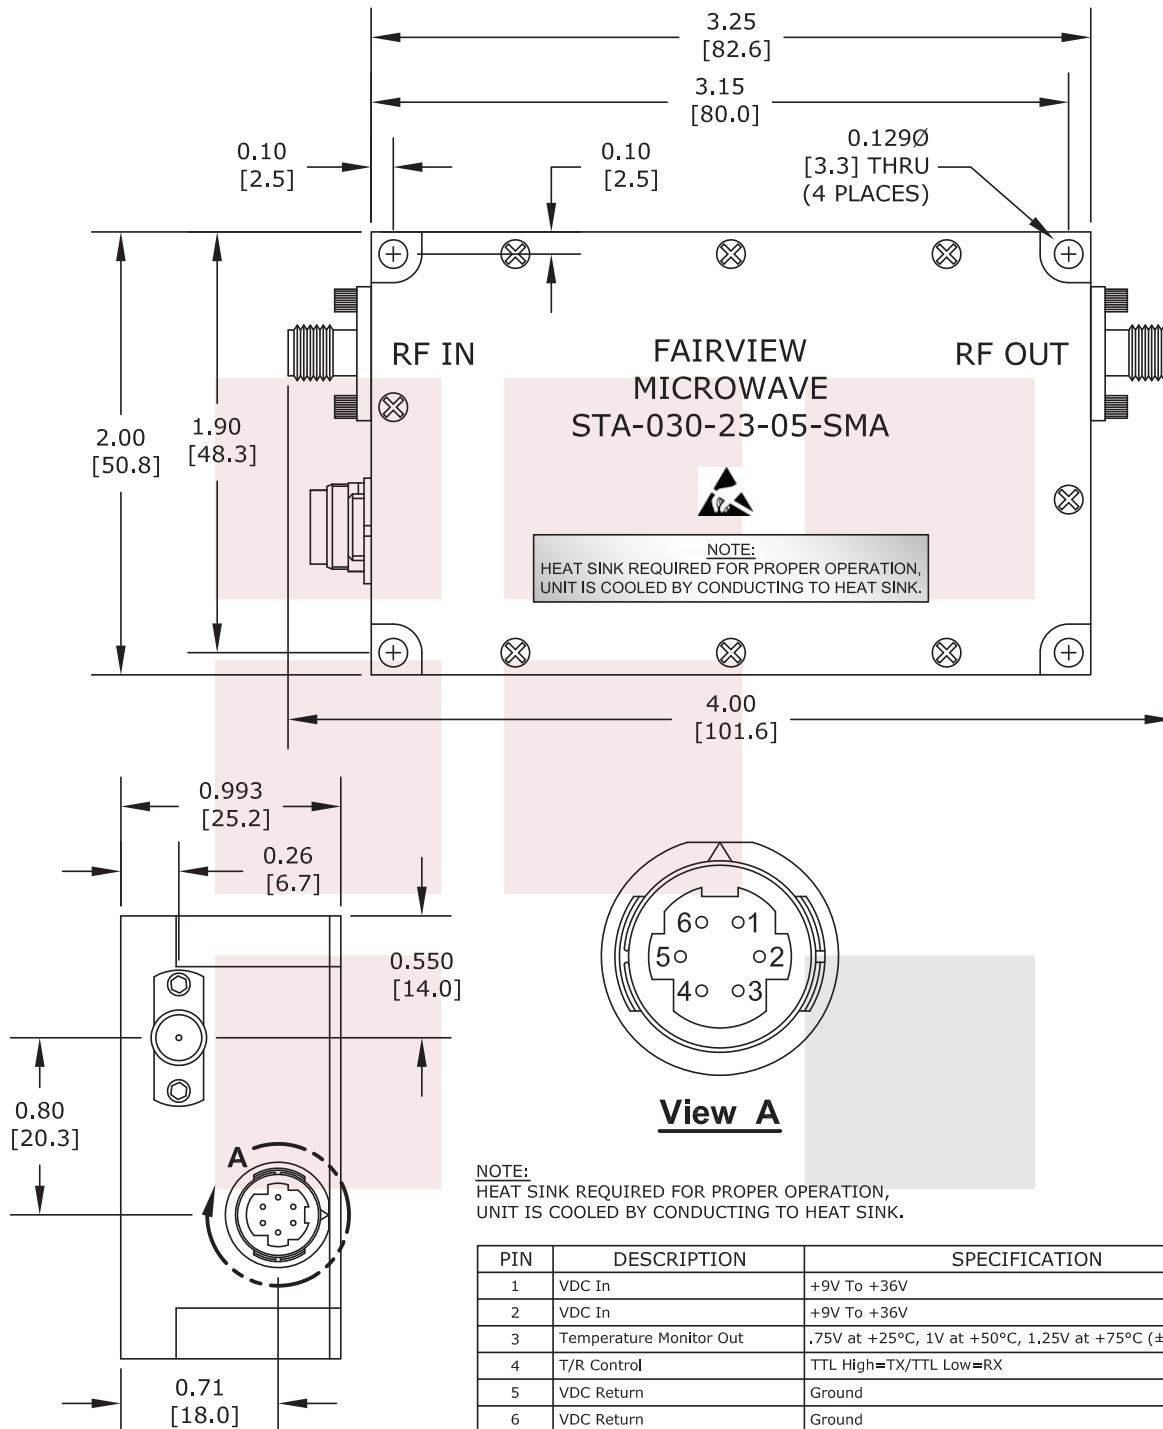 3.25
[82.6]
3.15
[80.0]
0.10
[2.5]
0.10
[2.5]
0.129Ø
[3.3] THRU
(4 PLACES)
2.00
[50.8]
1.90
[48.3]
RF IN
FAIRVIEW
MICROWAVE
STA-030-23-05-SMA
RF OUT
NOTE:
HEAT SINK REQUIRED FOR PROPER OPERATION,
UNIT IS COOLED BY CONDUCTING TO HEAT SINK.
4.00
[101.6]
0.993
[25.2]
0.26
[6.7]
0.550
[14.0]
0.80
[20.3]
A
0.71
[18.0]
6 1
5 2
4 3
View A
NOTE:
HEAT SINK REQUIRED FOR PROPER OPERATION,
UNIT IS COOLED BY CONDUCTING TO HEAT SINK.
PIN DESCRIPTION SPECIFICATION
1 VDC In +9V To +36V
2 VDC In +9V To +36V
3 Temperature Monitor Out .75V at +25°C, 1V at +50°C, 1.25V at +75°C (±
4 T/R Control TTL High=TX/TTL Low=RX
5 VDC Return Ground
6 VDC Return Ground